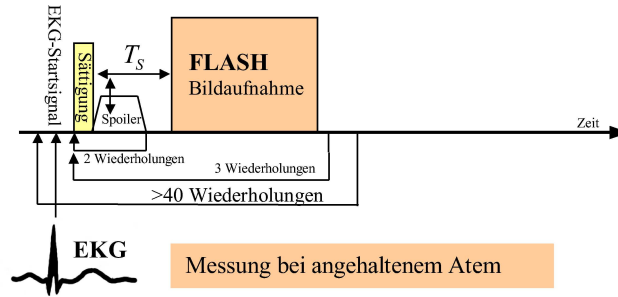 EKG-Startsignal
Sättigung
T_S
FLASH
Bildaufnahme
Spoiler
Zeit
2 Wiederholungen
3 Wiederholungen
>40 Wiederholungen
EKG
Messung bei angehaltenem Atem